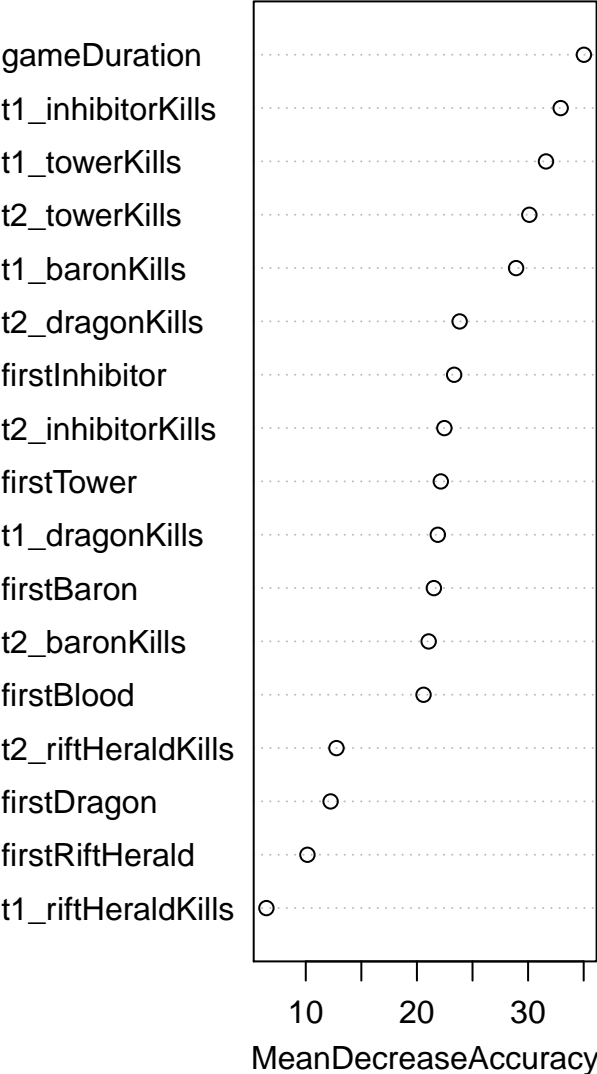 gameDuration
t1_inhibitorKills
t1_towerKills
t2_towerKills
t1_baronKills
t2_dragonKills
firstInhibitor
t2_inhibitorKills
firstTower
t1_dragonKills
firstBaron
t2_baronKills
firstBlood
t2_riftHeraldKills
firstDragon
firstRiftHerald
t1_riftHeraldKills
10 20 30
MeanDecreaseAccuracy